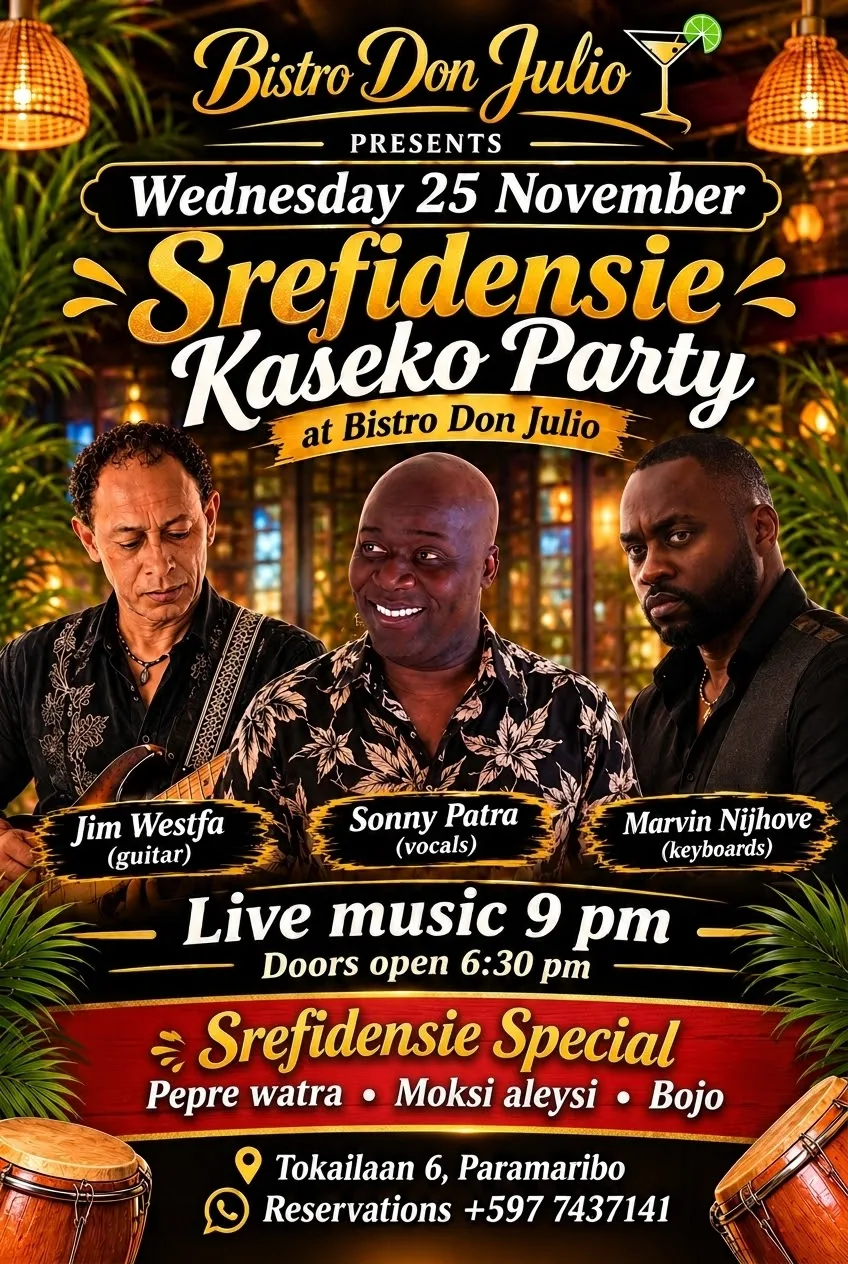 Bistro Don Julio
PRESENTS
Wednesday 25 November
Srefidensie
Kaseko Party
at Bistro Don Julio
Jim Westfa
(guitar)
Sonny Patra
(vocals)
Marvin Nijhove
(keyboards)
Live music 9 pm
Doors open 6:30 pm
Srefidensie Special
Pepre watra • Moksi aleysi • Bojo
Tokailaan 6, Paramaribo
Reservations +597 7437141